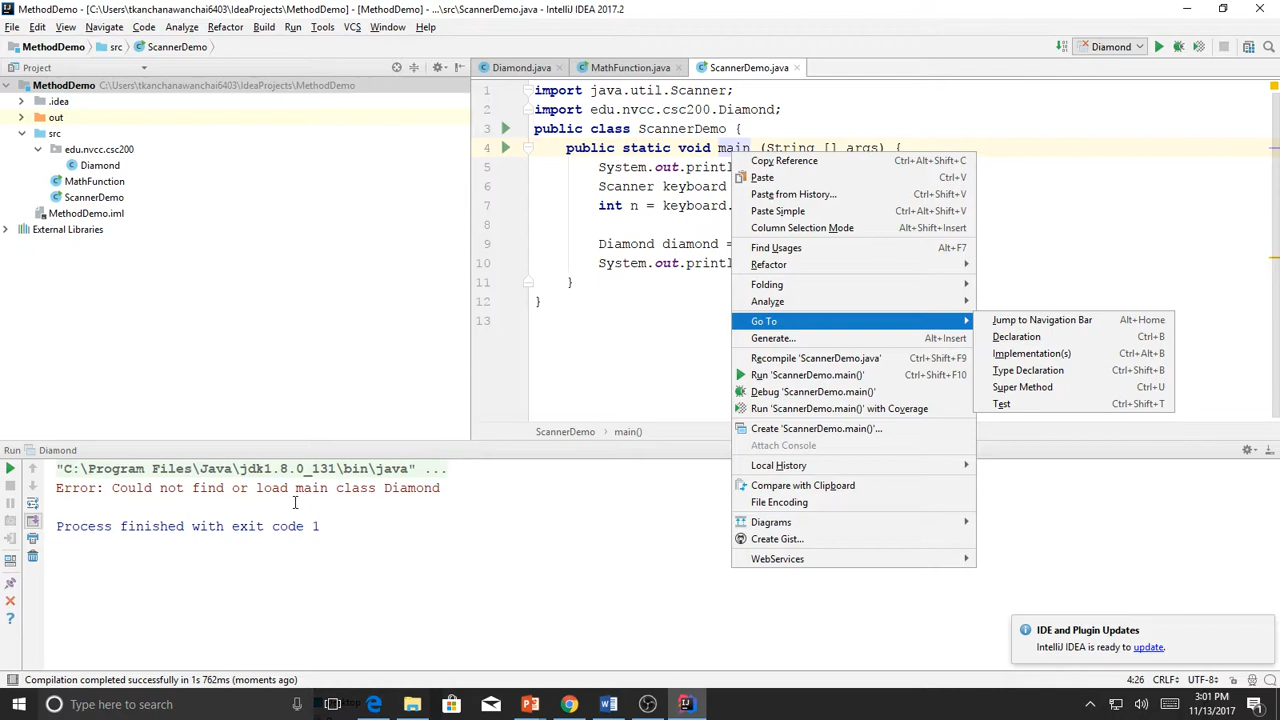 MethodDemo - [C:\Users\tkanchanawanchai6403\IdeaProjects\MethodDemo] - [MethodDemo] - ...\src\ScannerDemo.java - IntelliJ IDEA 2017.2
File Edit View Navigate Code Analyze Refactor Build Run Tools VCS Window Help
MethodDemo src ScannerDemo Diamond
Project Diamond.java MathFunction.java ScannerDemo.java
MethodDemo C:\Users\tkanchanawanchai6403\IdeaProjects\MethodDemo
.idea
out
src
edu.nvcc.csc200
Diamond
MathFunction
ScannerDemo
MethodDemo.iml
External Libraries
1 import java.util.Scanner;
2 import edu.nvcc.csc200.Diamond;
3 public class ScannerDemo {
4 public static void main (String [] args) {
5 System.out.printl
6 Scanner keyboard
7 int n = keyboard.
8
9 Diamond diamond =
10 System.out.printl
11 }
12 }
13
Copy Reference Ctrl+Alt+Shift+C
Paste Ctrl+V
Paste from History... Ctrl+Shift+V
Paste Simple Ctrl+Alt+Shift+V
Column Selection Mode Alt+Shift+Insert
Find Usages Alt+F7
Refactor
Folding
Analyze
Go To
Generate... Alt+Insert
Recompile 'ScannerDemo.java' Ctrl+Shift+F9
Run 'ScannerDemo.main()' Ctrl+Shift+F10
Debug 'ScannerDemo.main()'
Run 'ScannerDemo.main()' with Coverage
Create 'ScannerDemo.main()'...
Attach Console
Local History
Compare with Clipboard
File Encoding
Diagrams
Create Gist...
WebServices
Jump to Navigation Bar Alt+Home
Declaration Ctrl+B
Implementation(s) Ctrl+Alt+B
Type Declaration Ctrl+Shift+B
Super Method Ctrl+U
Test Ctrl+Shift+T
ScannerDemo main()
Run Diamond
"C:\Program Files\Java\jdk1.8.0_131\bin\java" ...
Error: Could not find or load main class Diamond
Process finished with exit code 1
IDE and Plugin Updates
IntelliJ IDEA is ready to update.
Compilation completed successfully in 1s 762ms (moments ago) 4:26 CRLF UTF-8
Type here to search
3:01 PM
11/13/2017